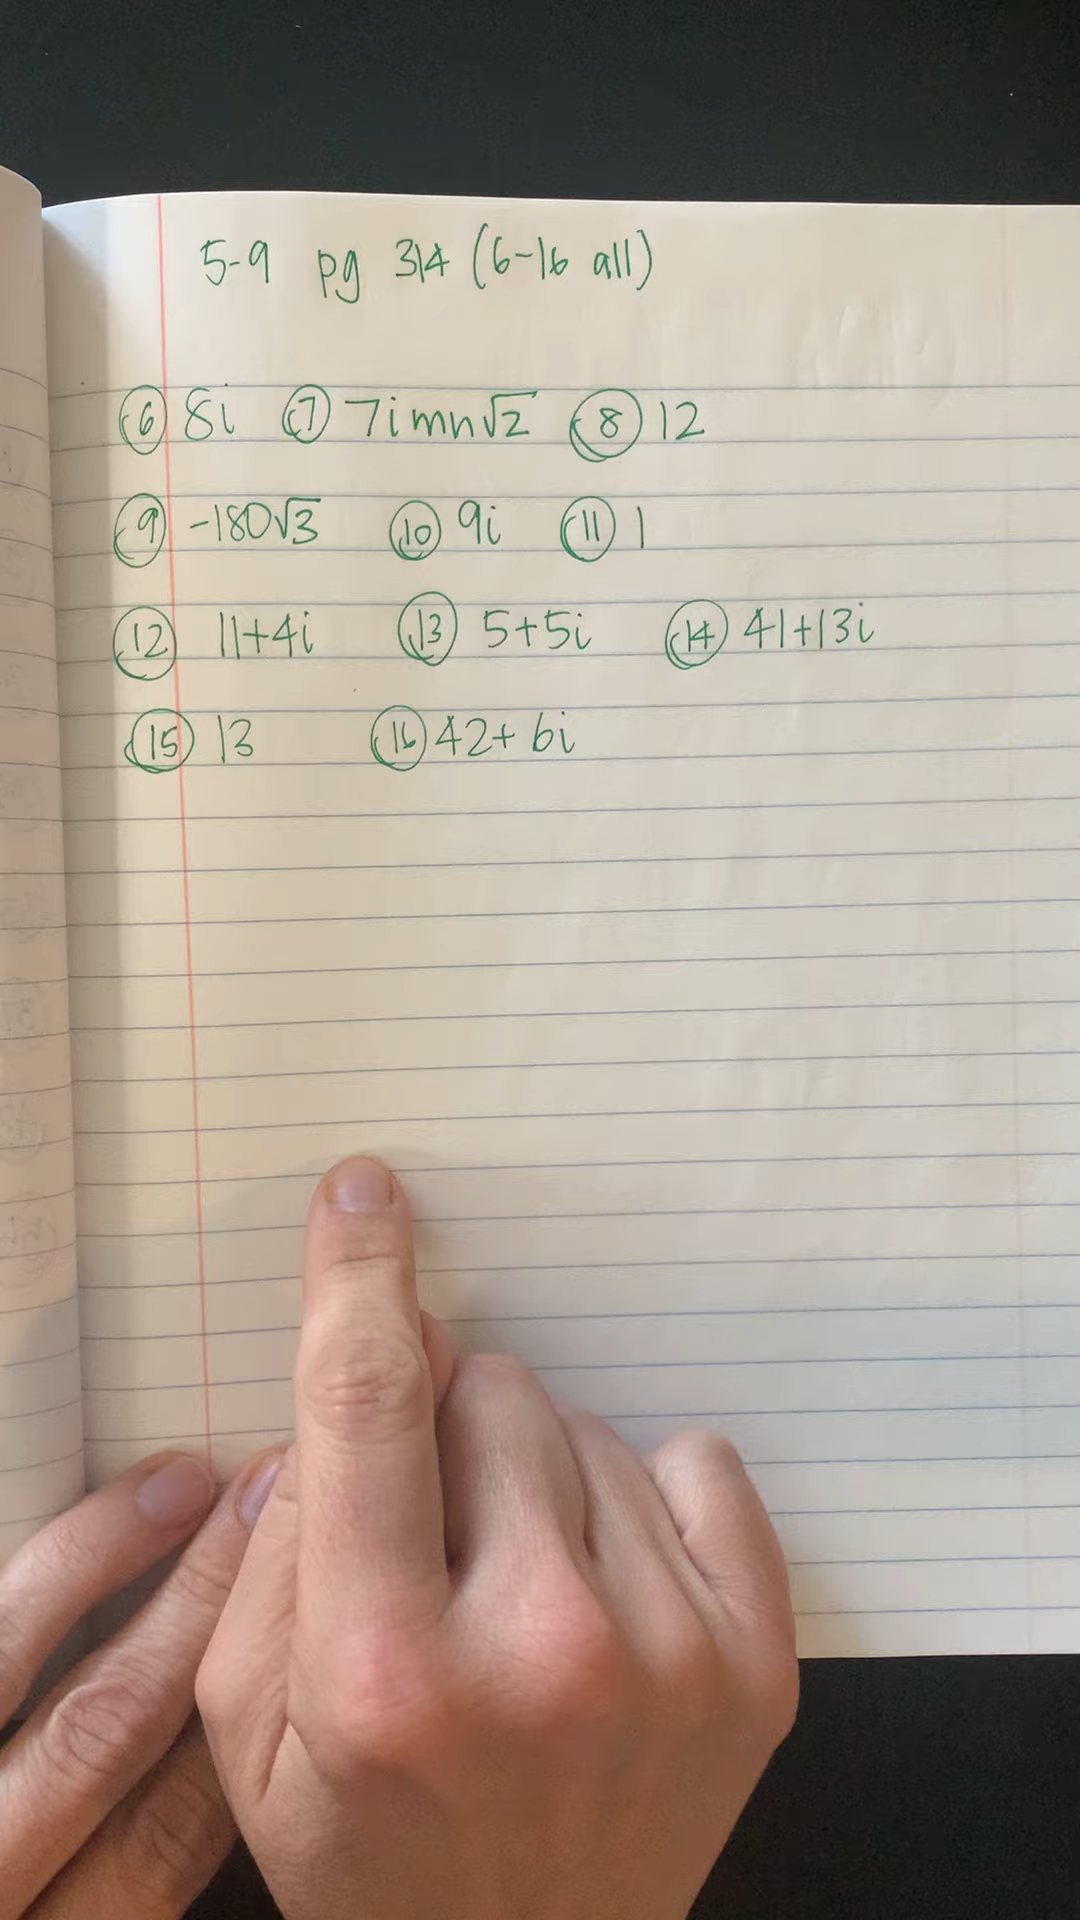 5-9 pg 314 (6-16 all)
⑥ 8i ⑦ 7imn√2 ⑧ 12
⑨ -180√3 ⑩ 9i ⑪ 1
⑫ 11+4i ⑬ 5+5i ⑭ 41+13i
⑮ 13 ⑯ 42+6i